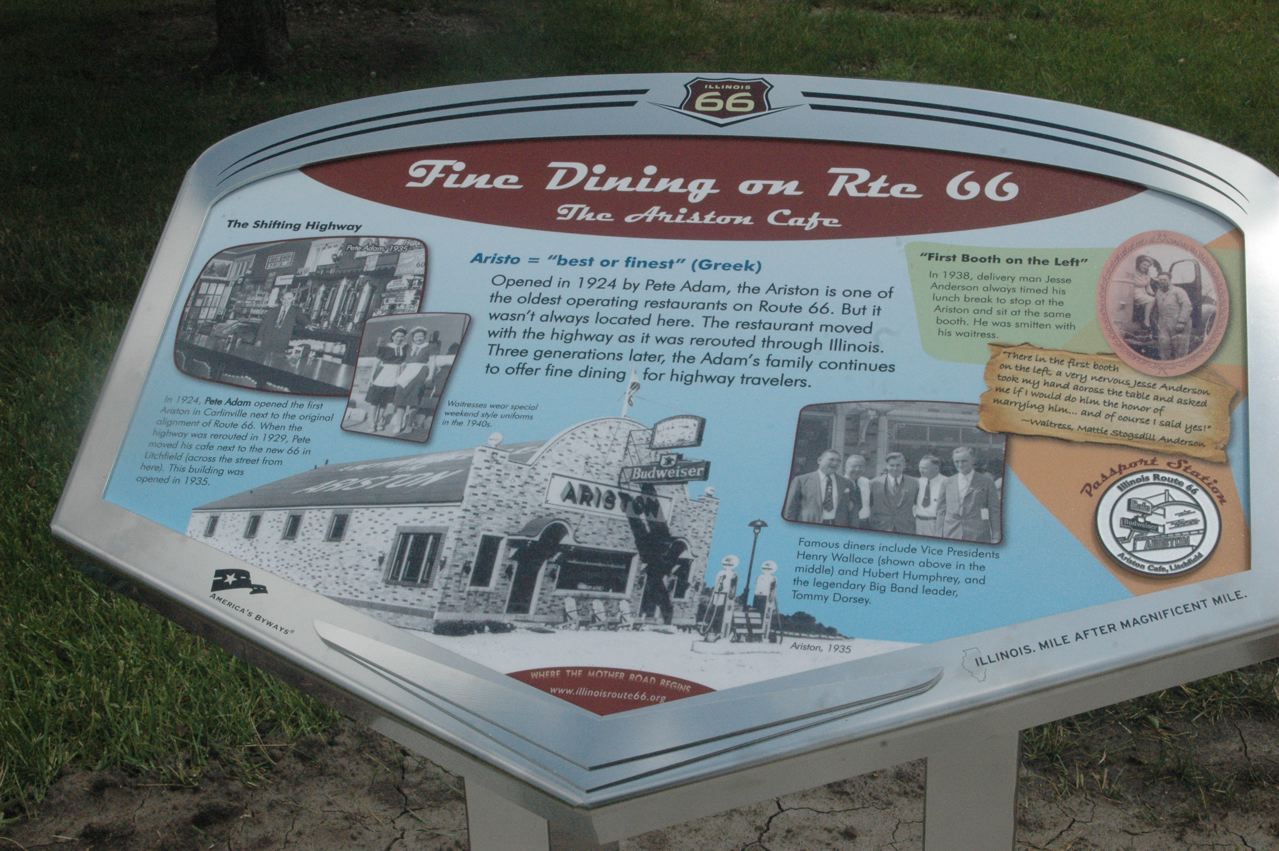 ILLINOIS
66
Fine Dining on Rte 66
The Ariston Cafe
The Shifting Highway
Pete Adam, 1935
In 1924, Pete Adam opened the first
Ariston in Carlinville next to the original
alignment of Route 66. When the
highway was rerouted in 1929, Pete
moved his cafe next to the new 66 in
Litchfield (across the street from
here). This building was
opened in 1935.
Waitresses wear special
weekend style uniforms
in the 1940s.
Aristo = "best or finest" (Greek)
Opened in 1924 by Pete Adam, the Ariston is one of
the oldest operating restaurants on Route 66. But it
wasn't always located here. The restaurant moved
with the highway as it was rerouted through Illinois.
Three generations later, the Adam's family continues
to offer fine dining for highway travelers.
Budweiser
ARISTON
Ariston, 1935
Famous diners include Vice Presidents
Henry Wallace (shown above in the
middle) and Hubert Humphrey, and
the legendary Big Band leader,
Tommy Dorsey.
"First Booth on the Left"
In 1938, delivery man Jesse
Anderson always timed his
lunch break to stop at the
Ariston and sit at the same
booth. He was smitten with
his waitress.
"There in the first booth
on the left, a very nervous Jesse Anderson
took my hand across the table and asked
me if I would do him the honor of
marrying him... and of course I said yes!"
~Waitress, Mattie Stogsdill Anderson
Passport Station
Illinois Route 66
Budweiser
ARISTON
Ariston Cafe, Litchfield
AMERICA'S BYWAYS®
WHERE THE MOTHER ROAD BEGINS
www.illinoisroute66.org
ILLINOIS. MILE AFTER MAGNIFICENT MILE.